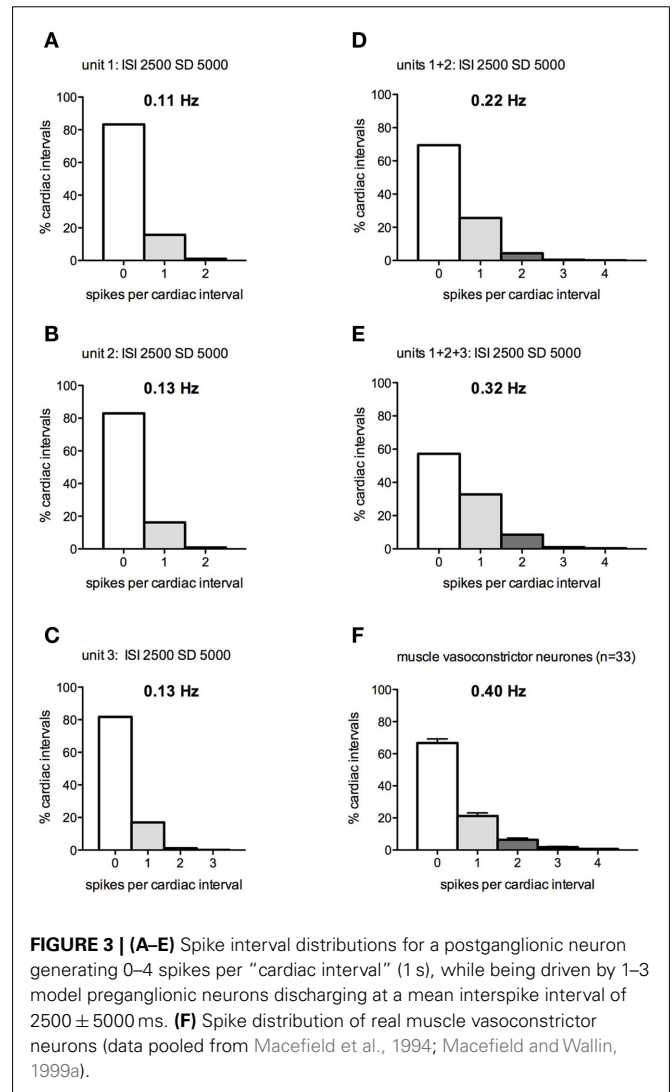 A
unit 1: ISI 2500 SD 5000
0.11 Hz
% cardiac intervals
100
80
60
40
20
0
0 1 2
spikes per cardiac interval
B
unit 2: ISI 2500 SD 5000
0.13 Hz
% cardiac intervals
100
80
60
40
20
0
0 1 2
spikes per cardiac interval
C
unit 3: ISI 2500 SD 5000
0.13 Hz
% cardiac intervals
100
80
60
40
20
0
0 1 2 3
spikes per cardiac interval
D
units 1+2: ISI 2500 SD 5000
0.22 Hz
% cardiac intervals
100
80
60
40
20
0
0 1 2 3 4
spikes per cardiac interval
E
units 1+2+3: ISI 2500 SD 5000
0.32 Hz
% cardiac intervals
100
80
60
40
20
0
0 1 2 3 4
spikes per cardiac interval
F
muscle vasoconstrictor neurones (n=33)
0.40 Hz
% cardiac intervals
100
80
60
40
20
0
0 1 2 3 4
spikes per cardiac interval
FIGURE 3 | (A–E) Spike interval distributions for a postganglionic neuron
generating 0–4 spikes per “cardiac interval” (1 s), while being driven by 1–3
model preganglionic neurons discharging at a mean interspike interval of
2500 ± 5000 ms. (F) Spike distribution of real muscle vasoconstrictor
neurons (data pooled from Macefield et al., 1994; Macefield and Wallin,
1999a).